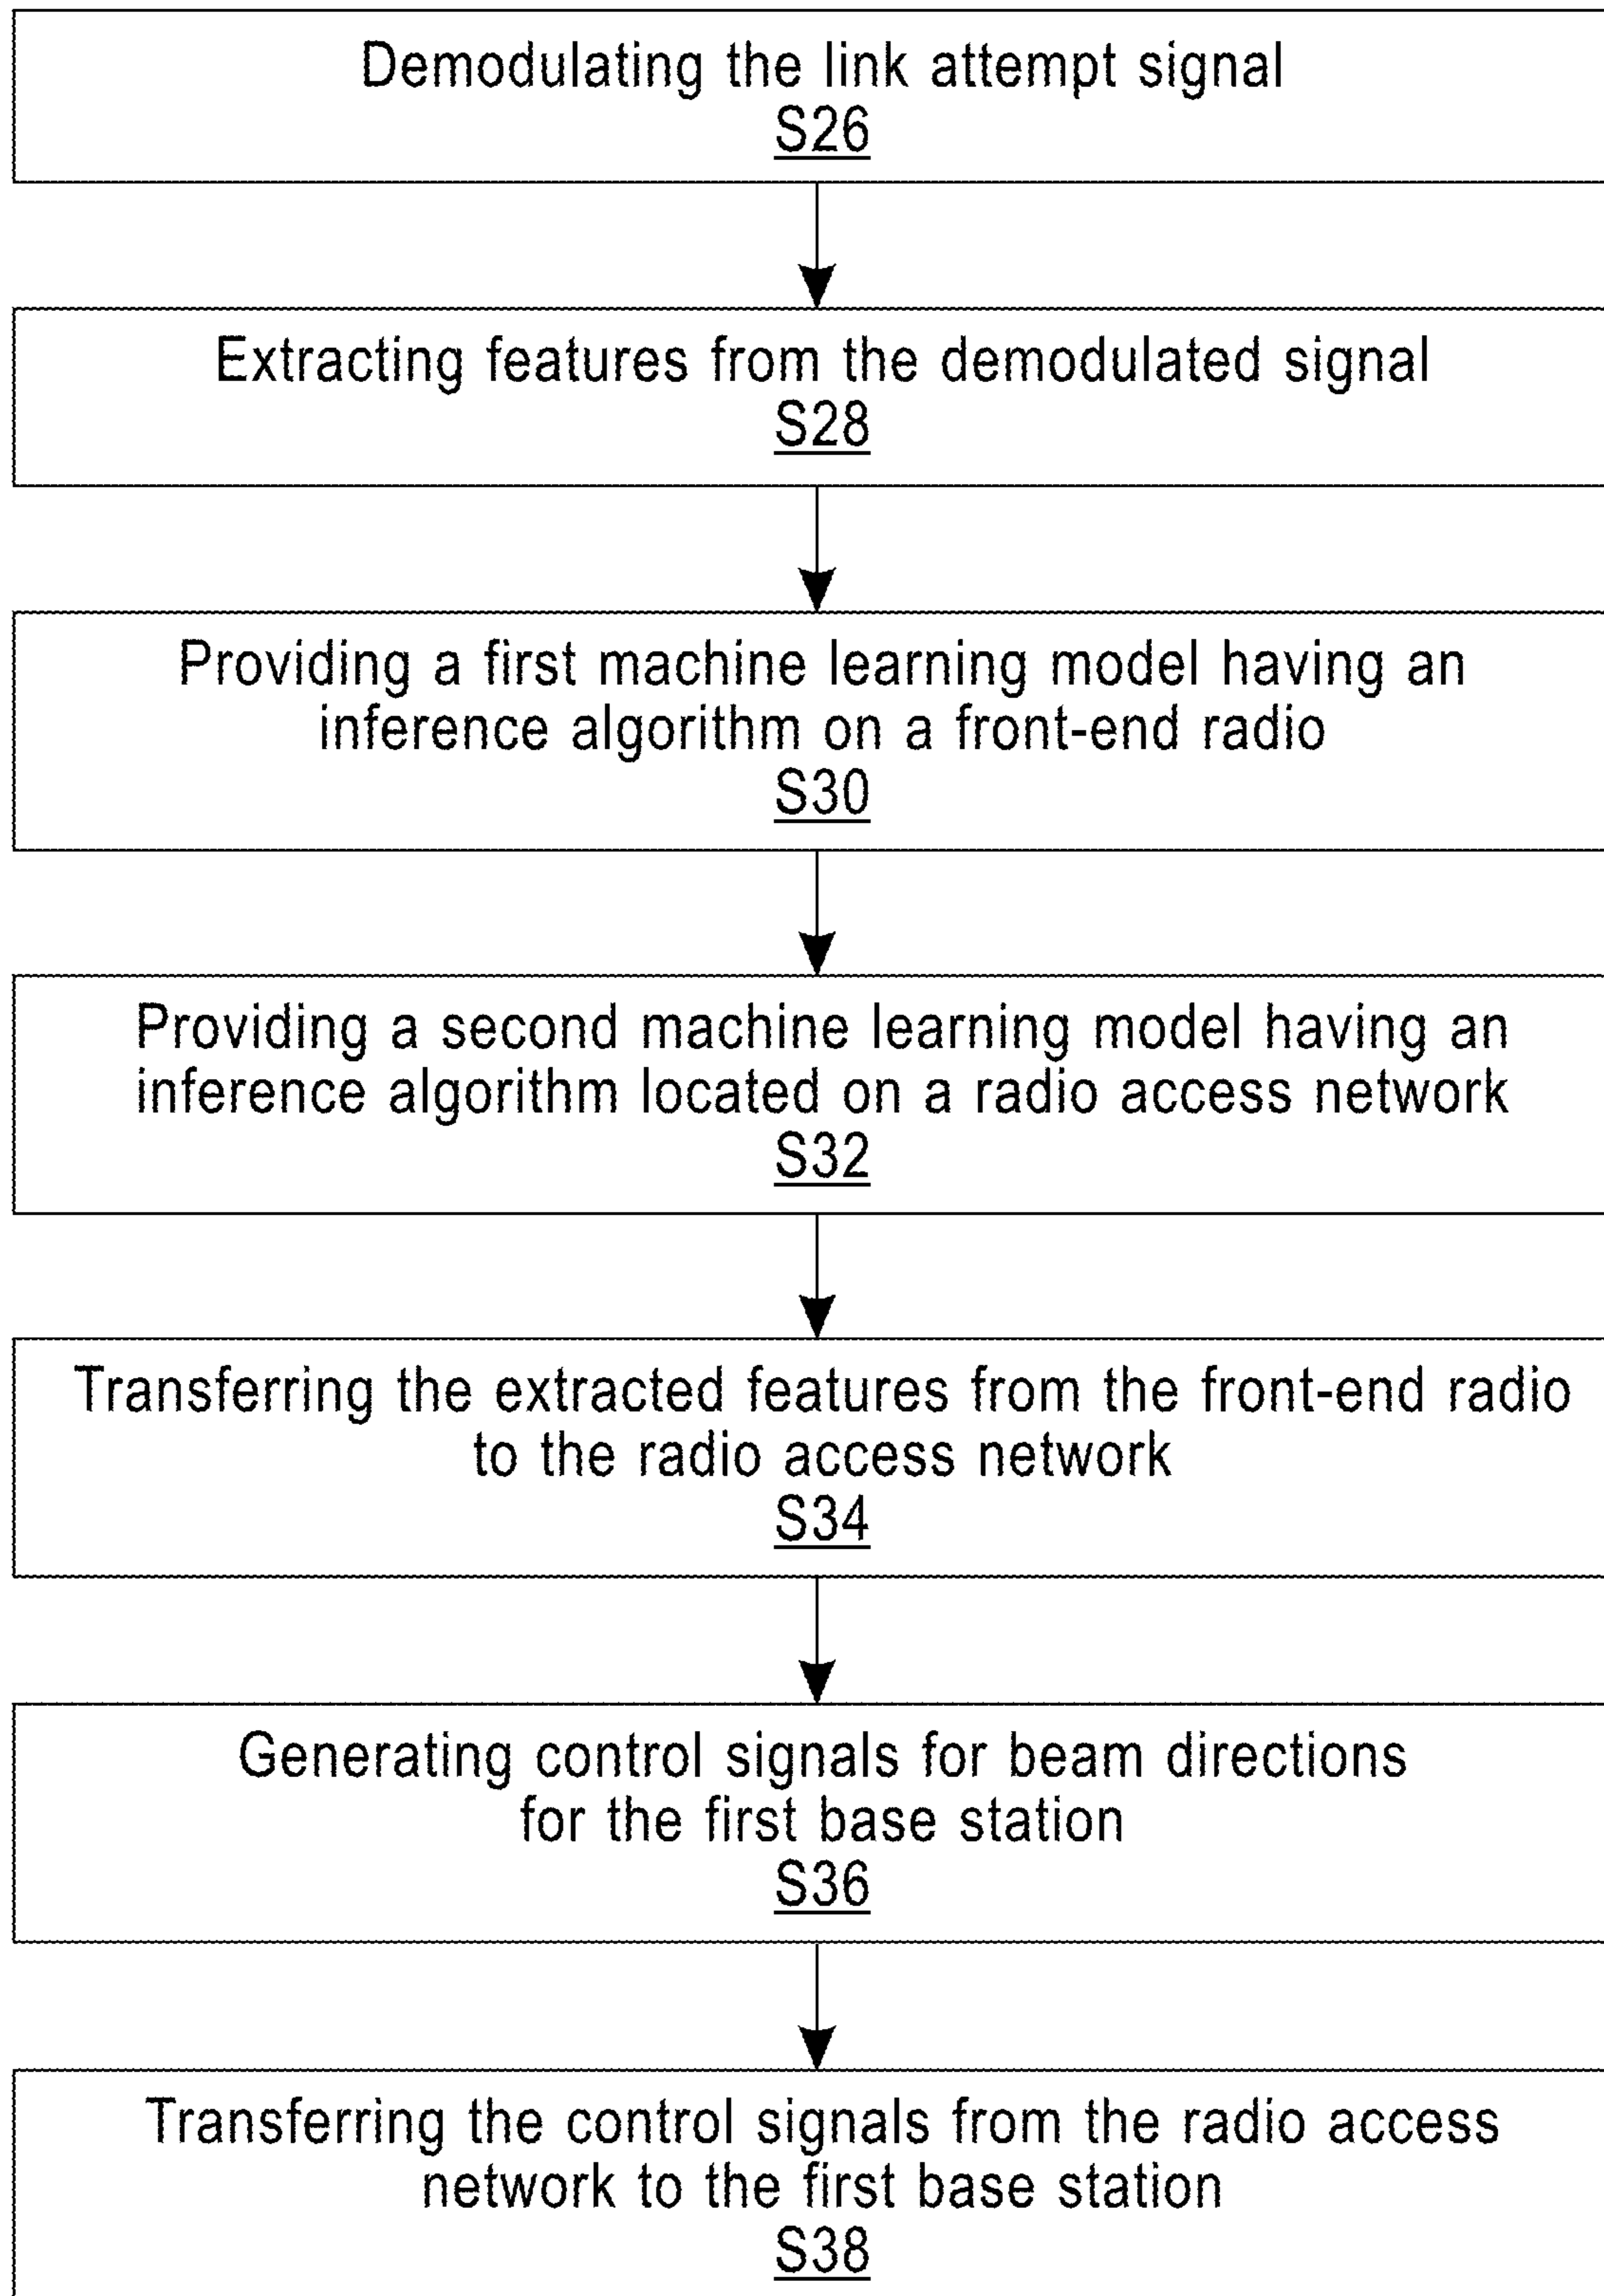 Demodulating the link attempt signal
S26
Extracting features from the demodulated signal
S28
Providing a first machine learning model having an
inference algorithm on a front-end radio
S30
Providing a second machine learning model having an
inference algorithm located on a radio access network
S32
Transferring the extracted features from the front-end radio
to the radio access network
S34
Generating control signals for beam directions
for the first base station
S36
Transferring the control signals from the radio access
network to the first base station
S38